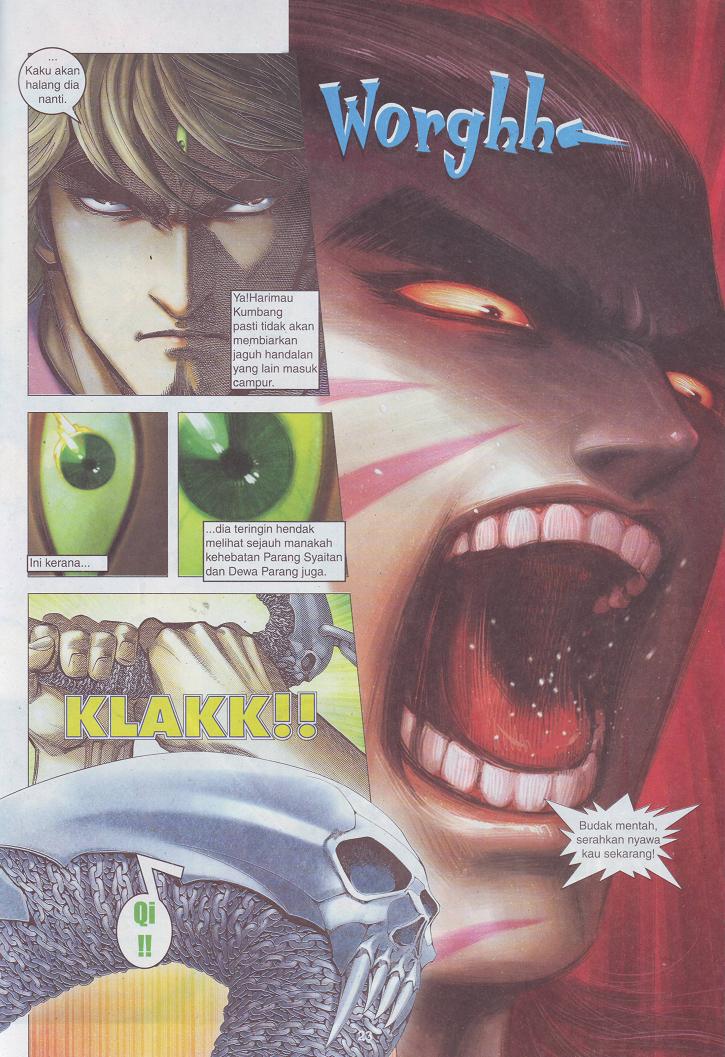 ...
Kaku akan
halang dia
nanti.
Worghh
Ya!Harimau
Kumbang
pasti tidak akan
membiarkan
jaguh handalan
yang lain masuk
campur.
Ini kerana...
...dia teringin hendak
melihat sejauh manakah
kehebatan Parang Syaitan
dan Dewa Parang juga.
KLAKK!!
Budak mentah,
serahkan nyawa
kau sekarang!
Qi
!!
23